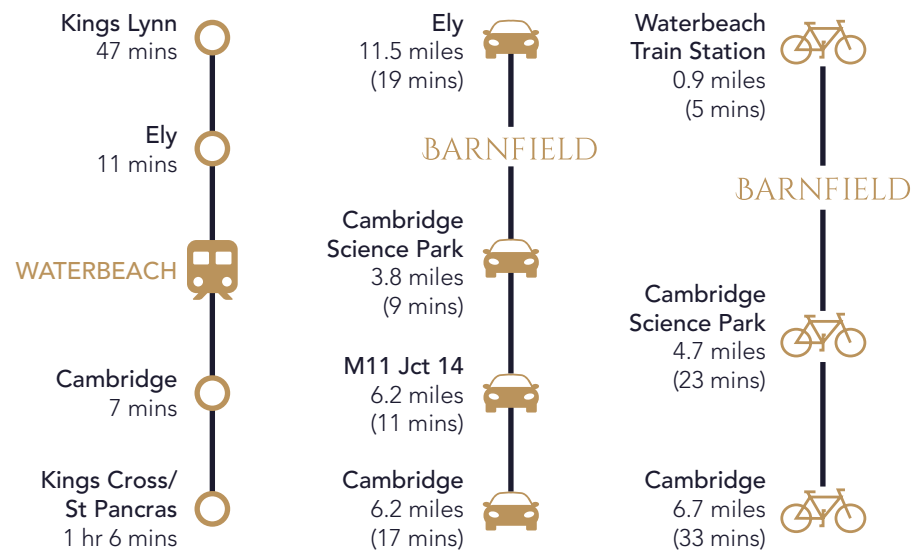 Kings Lynn
47 mins
Ely
11 mins
WATERBEACH
Cambridge
7 mins
Kings Cross/
St Pancras
1 hr 6 mins
Ely
11.5 miles
(19 mins)
BARNFIELD
Cambridge
Science Park
3.8 miles
(9 mins)
M11 Jct 14
6.2 miles
(11 mins)
Cambridge
6.2 miles
(17 mins)
Waterbeach
Train Station
0.9 miles
(5 mins)
BARNFIELD
Cambridge
Science Park
4.7 miles
(23 mins)
Cambridge
6.7 miles
(33 mins)